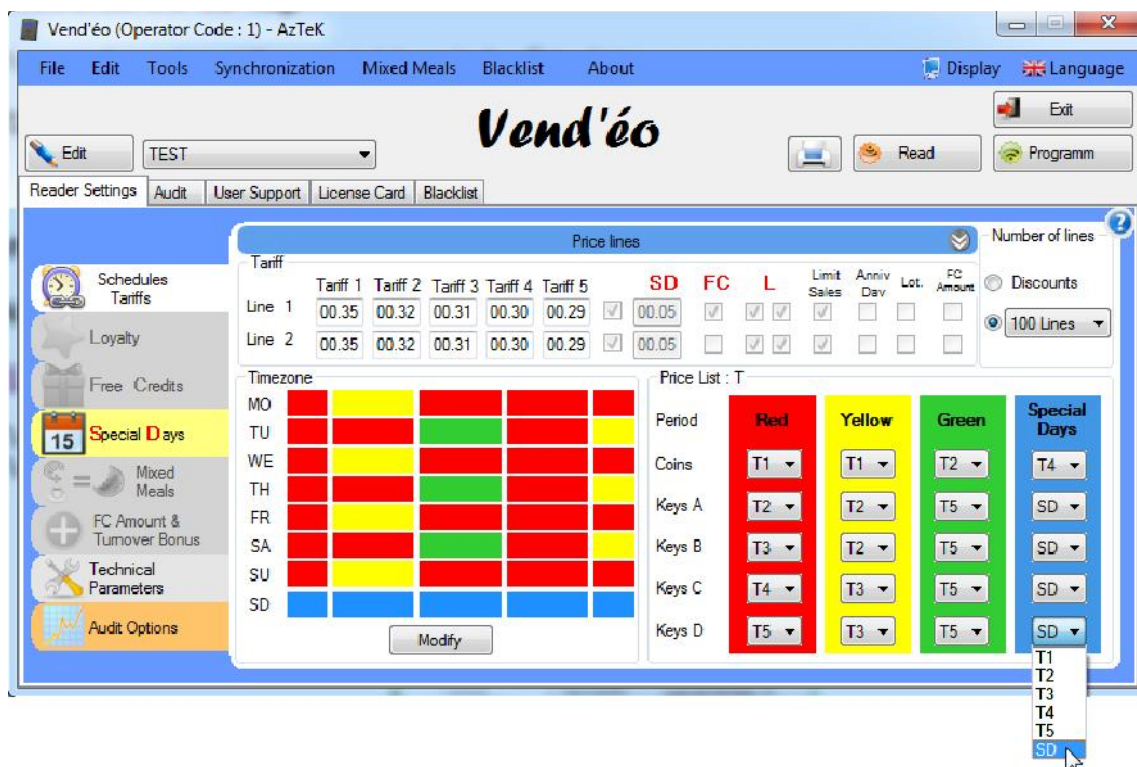 Vend'éo (Operator Code : 1) - AzTeK
File Edit Tools Synchronization Mixed Meals Blacklist About Display Language
Vend'éo
Exit
Edit TEST Read Programm
Reader Settings Audit User Support License Card Blacklist
Price lines
Number of lines
Tariff
Tariff 1 Tariff 2 Tariff 3 Tariff 4 Tariff 5 SD FC L Limit Sales Anniv Day Lot. FC Amount
Line 1 00.35 00.32 00.31 00.30 00.29 00.05
Line 2 00.35 00.32 00.31 00.30 00.29 00.05
Discounts
100 Lines
Schedules
Tariffs
Loyalty
Free Credits
15 Special Days
= Mixed
Meals
FC Amount &
Turnover Bonus
Technical
Parameters
Audit Options
Timezone
MO
TU
WE
TH
FR
SA
SU
SD
Modify
Price List : T
Period Red Yellow Green Special Days
Coins T1 T1 T2 T4
Keys A T2 T2 T5 SD
Keys B T3 T2 T5 SD
Keys C T4 T3 T5 SD
Keys D T5 T3 T5 SD
T1
T2
T3
T4
T5
SD
?